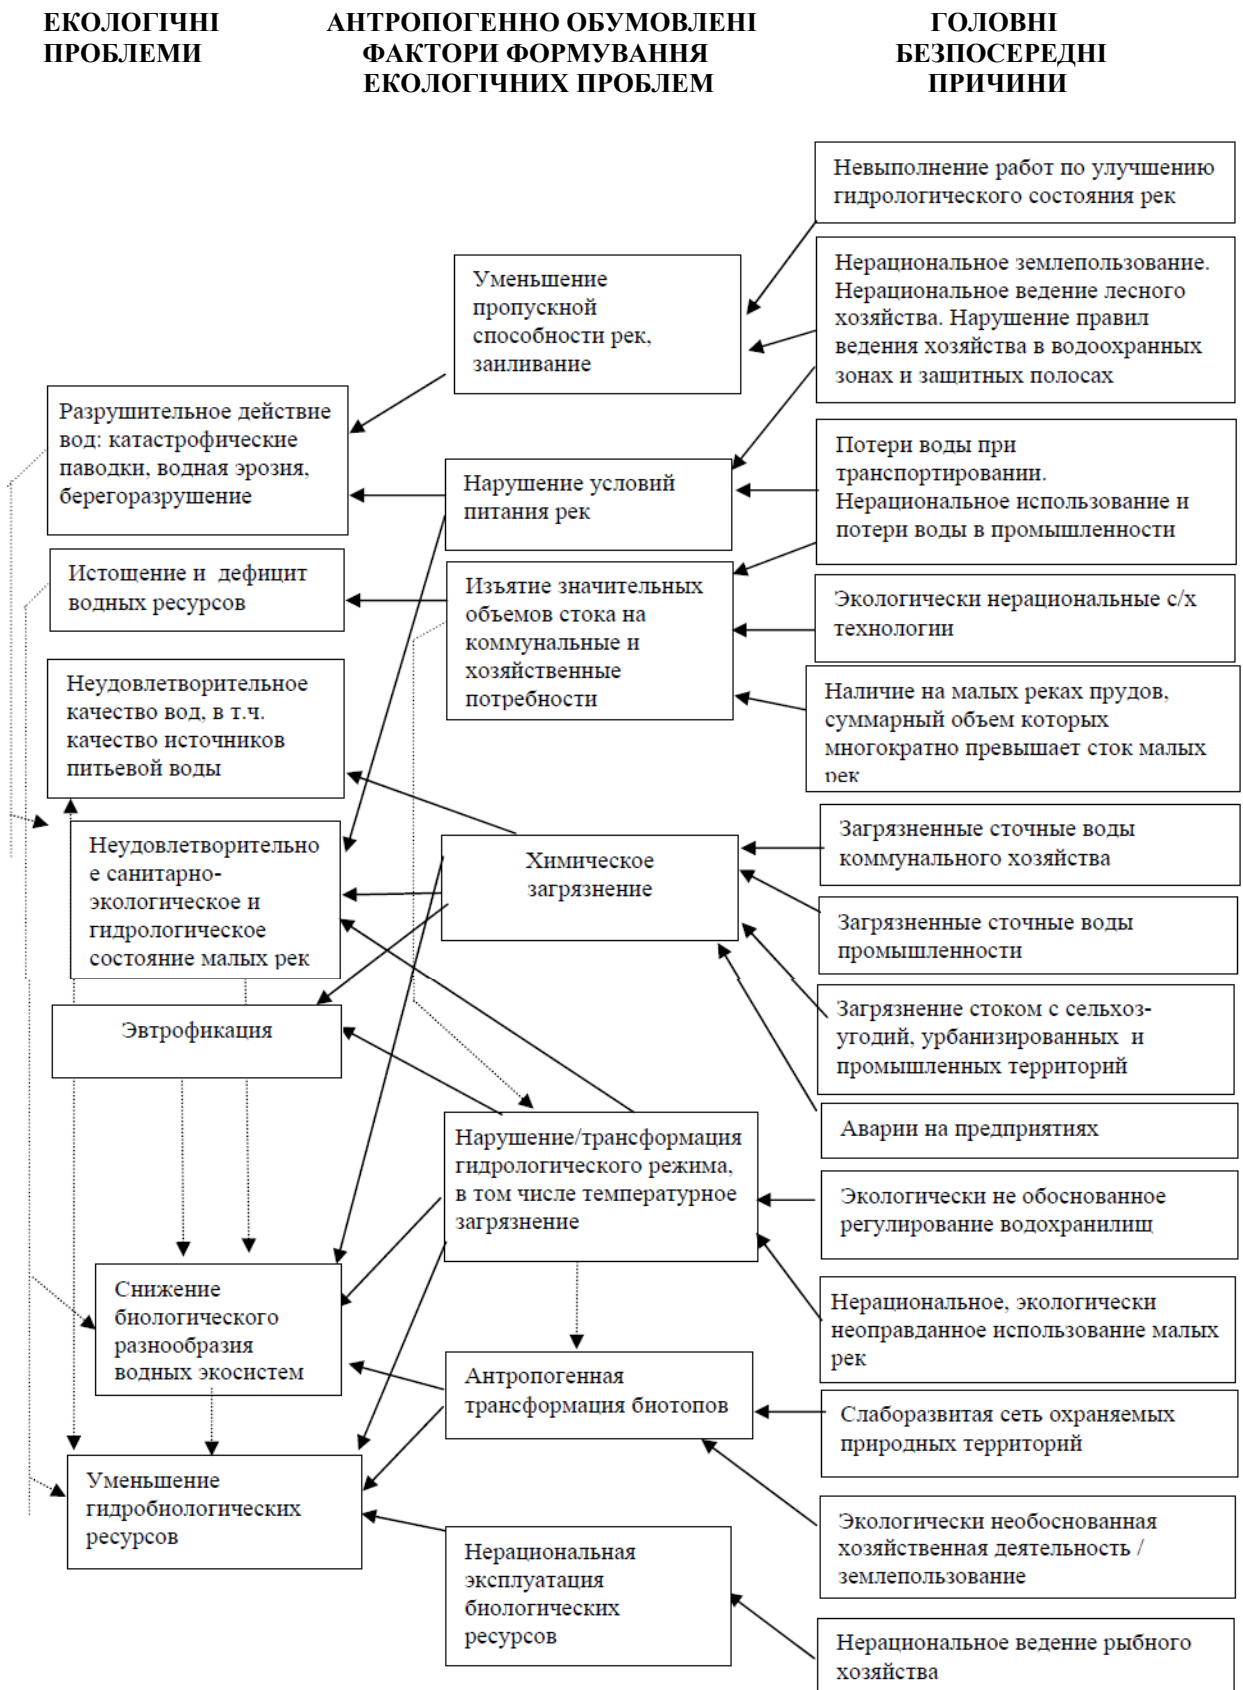 ЕКОЛОГІЧНІ
ПРОБЛЕМИ
АНТРОПОГЕННО ОБУМОВЛЕНІ
ФАКТОРИ ФОРМУВАННЯ
ЕКОЛОГІЧНИХ ПРОБЛЕМ
ГОЛОВНІ
БЕЗПОСЕРЕДНІ
ПРИЧИНИ
Разрушительное действие
вод: катастрофические
паводки, водная эрозия,
берегоразрушение
Истощение и дефицит
водных ресурсов
Неудовлетворительное
качество вод, в т.ч.
качество источников
питьевой воды
Неудовлетворительно
е санитарно-
экологическое и
гидрологическое
состояние малых рек
Эвтрофикация
Снижение
биологического
разнообразия
водных экосистем
Уменьшение
гидробиологических
ресурсов
Уменьшение
пропускной
способности рек,
заиливание
Нарушение условий
питания рек
Изъятие значительных
объемов стока на
коммунальные и
хозяйственные
потребности
Химическое
загрязнение
Нарушение/трансформация
гидрологического режима,
в том числе температурное
загрязнение
Антропогенная
трансформация биотопов
Нерациональная
эксплуатация
биологических
ресурсов
Невыполнение работ по улучшению
гидрологического состояния рек
Нерациональное землепользование.
Нерациональное ведение лесного
хозяйства. Нарушение правил
ведения хозяйства в водоохранных
зонах и защитных полосах
Потери воды при
транспортировании.
Нерациональное использование и
потери воды в промышленности
Экологически нерациональные с/х
технологии
Наличие на малых реках прудов,
суммарный объем которых
многократно превышает сток малых
рек
Загрязненные сточные воды
коммунального хозяйства
Загрязненные сточные воды
промышленности
Загрязнение стоком с сельхоз-
угодий, урбанизированных и
промышленных территорий
Аварии на предприятиях
Экологически не обоснованное
регулирование водохранилищ
Нерациональное, экологически
неоправданное использование малых
рек
Слаборазвитая сеть охраняемых
природных территорий
Экологически необоснованная
хозяйственная деятельность /
землепользование
Нерациональное ведение рыбного
хозяйства